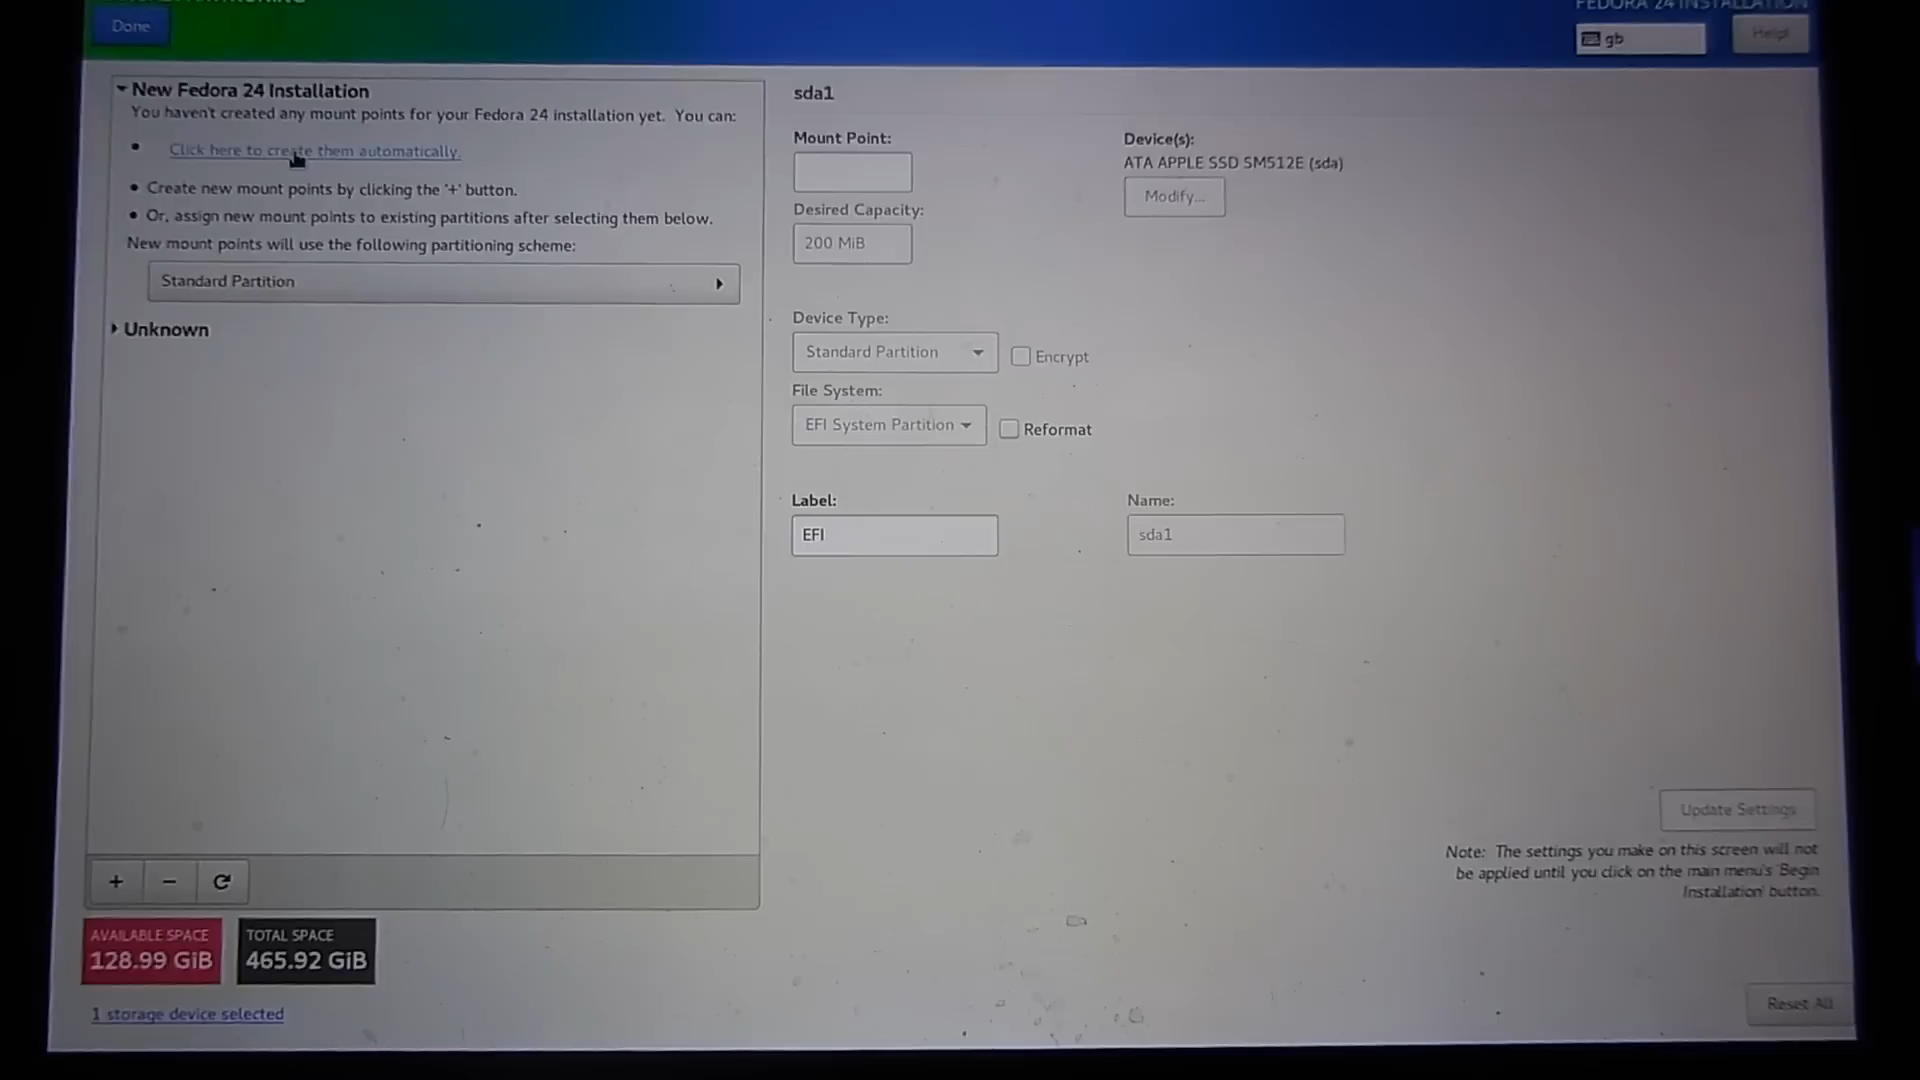 Done
FEDORA 24 INSTALLATION
gb
Help!
New Fedora 24 Installation
You haven't created any mount points for your Fedora 24 installation yet. You can:
Click here to create them automatically.
Create new mount points by clicking the '+' button.
Or, assign new mount points to existing partitions after selecting them below.
New mount points will use the following partitioning scheme:
Standard Partition
Unknown
+ −
AVAILABLE SPACE
128.99 GiB
TOTAL SPACE
465.92 GiB
1 storage device selected
sda1
Mount Point:
Desired Capacity:
200 MiB
Device(s):
ATA APPLE SSD SM512E (sda)
Modify...
Device Type:
Standard Partition
Encrypt
File System:
EFI System Partition
Reformat
Label:
EFI
Name:
sda1
Update Settings
Note: The settings you make on this screen will not
be applied until you click on the main menu's 'Begin
Installation' button.
Reset All